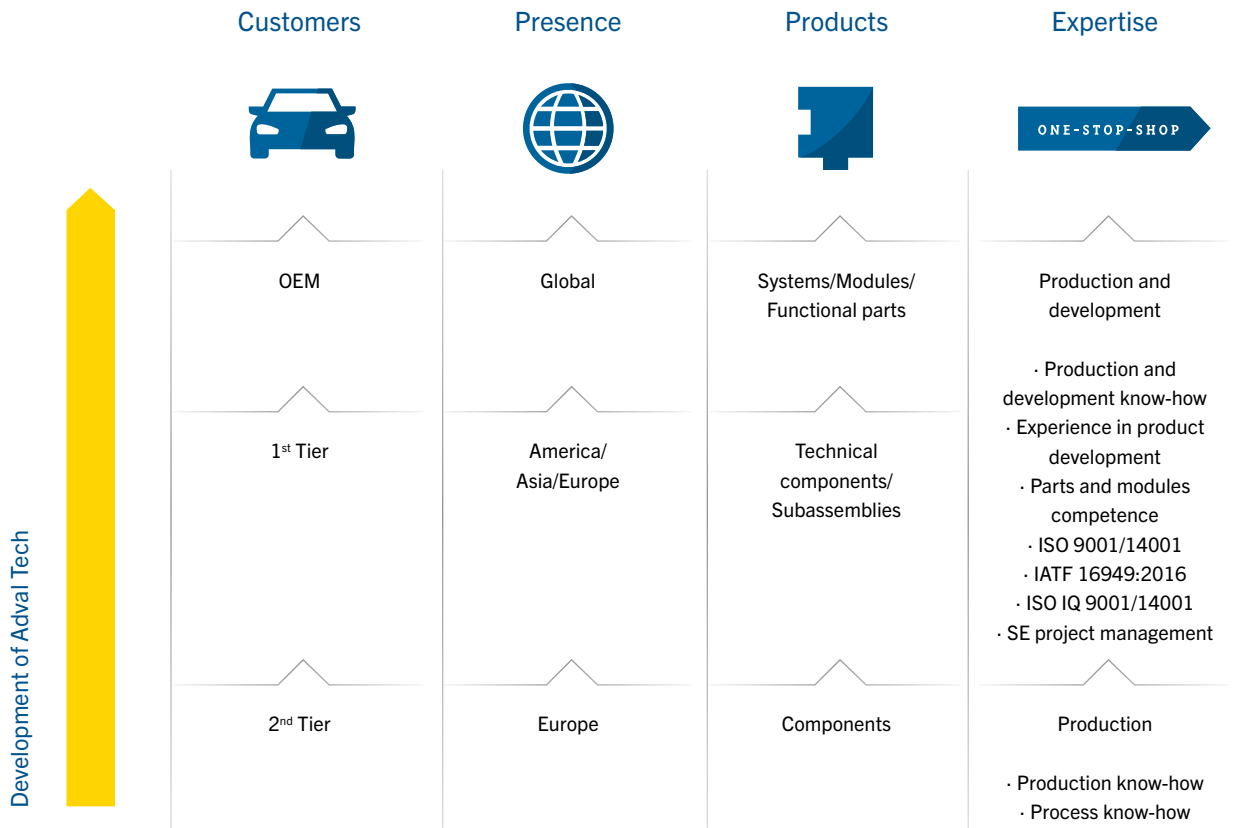 Customers
Presence
Products
Expertise
ONE-STOP-SHOP
Development of Adval Tech
OEM
Global
Systems/Modules/
Functional parts
Production and
development
· Production and
development know-how
· Experience in product
development
· Parts and modules
competence
· ISO 9001/14001
· IATF 16949:2016
· ISO IQ 9001/14001
· SE project management
1st Tier
America/
Asia/Europe
Technical
components/
Subassemblies
2nd Tier
Europe
Components
Production
· Production know-how
· Process know-how